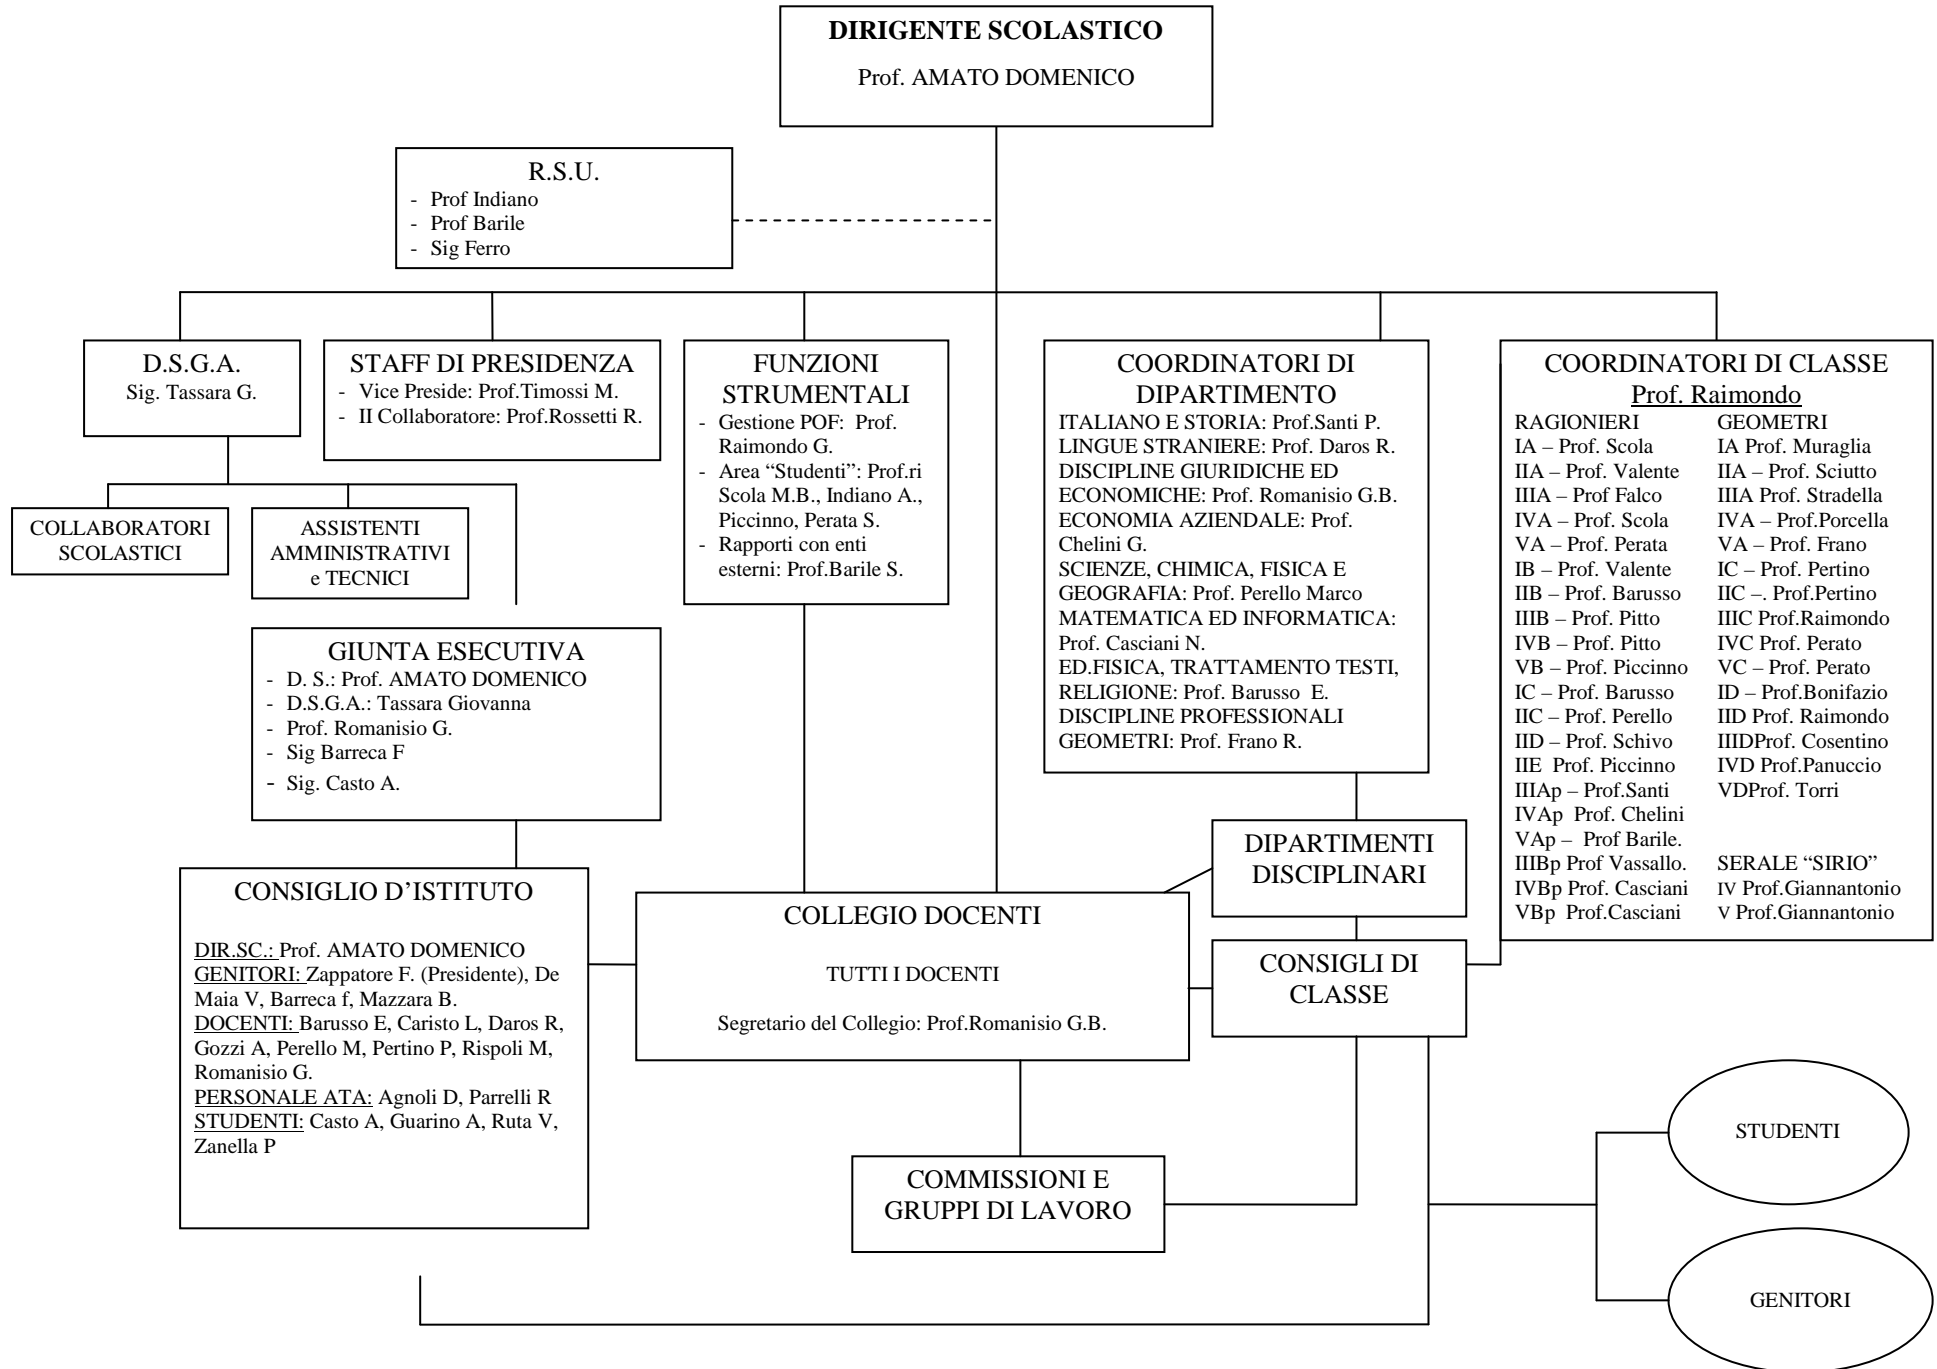 DIRIGENTE SCOLASTICO
Prof. AMATO DOMENICO
R.S.U.
- Prof Indiano
- Prof Barile
- Sig Ferro
D.S.G.A.
Sig. Tassara G.
STAFF DI PRESIDENZA
- Vice Preside: Prof.Timossi M.
- II Collaboratore: Prof.Rossetti R.
FUNZIONI
STRUMENTALI
- Gestione POF: Prof.
Raimondo G.
- Area “Studenti”: Prof.ri
Scola M.B., Indiano A.,
Piccinno, Perata S.
- Rapporti con enti
esterni: Prof.Barile S.
COORDINATORI DI
DIPARTIMENTO
ITALIANO E STORIA: Prof.Santi P.
LINGUE STRANIERE: Prof. Daros R.
DISCIPLINE GIURIDICHE ED
ECONOMICHE: Prof. Romanisio G.B.
ECONOMIA AZIENDALE: Prof.
Chelini G.
SCIENZE, CHIMICA, FISICA E
GEOGRAFIA: Prof. Perello Marco
MATEMATICA ED INFORMATICA:
Prof. Casciani N.
ED.FISICA, TRATTAMENTO TESTI,
RELIGIONE: Prof. Barusso E.
DISCIPLINE PROFESSIONALI
GEOMETRI: Prof. Frano R.
COORDINATORI DI CLASSE
Prof. Raimondo
RAGIONIERI
IA – Prof. Scola
IIA – Prof. Valente
IIIA – Prof Falco
IVA – Prof. Scola
VA – Prof. Perata
IB – Prof. Valente
IIB – Prof. Barusso
IIIB – Prof. Pitto
IVB – Prof. Pitto
VB – Prof. Piccinno
IC – Prof. Barusso
IIC – Prof. Perello
IID – Prof. Schivo
IIE Prof. Piccinno
IIIAp – Prof.Santi
IVAp Prof. Chelini
VAp – Prof Barile.
IIIBp Prof Vassallo.
IVBp Prof. Casciani
VBp Prof.Casciani
GEOMETRI
IA Prof. Muraglia
IIA – Prof. Sciutto
IIIA Prof. Stradella
IVA – Prof.Porcella
VA – Prof. Frano
IC – Prof. Pertino
IIC –. Prof.Pertino
IIIC Prof.Raimondo
IVC Prof. Perato
VC – Prof. Perato
ID – Prof.Bonifazio
IID Prof. Raimondo
IIIDProf. Cosentino
IVD Prof.Panuccio
VDProf. Torri
SERALE “SIRIO”
IV Prof.Giannantonio
V Prof.Giannantonio
COLLABORATORI
SCOLASTICI
ASSISTENTI
AMMINISTRATIVI
e TECNICI
GIUNTA ESECUTIVA
- D. S.: Prof. AMATO DOMENICO
- D.S.G.A.: Tassara Giovanna
- Prof. Romanisio G.
- Sig Barreca F
- Sig. Casto A.
DIPARTIMENTI
DISCIPLINARI
CONSIGLIO D’ISTITUTO
DIR.SC.: Prof. AMATO DOMENICO
GENITORI: Zappatore F. (Presidente), De
Maia V, Barreca f, Mazzara B.
DOCENTI: Barusso E, Caristo L, Daros R,
Gozzi A, Perello M, Pertino P, Rispoli M,
Romanisio G.
PERSONALE ATA: Agnoli D, Parrelli R
STUDENTI: Casto A, Guarino A, Ruta V,
Zanella P
COLLEGIO DOCENTI
TUTTI I DOCENTI
Segretario del Collegio: Prof.Romanisio G.B.
CONSIGLI DI
CLASSE
COMMISSIONI E
GRUPPI DI LAVORO
STUDENTI
GENITORI